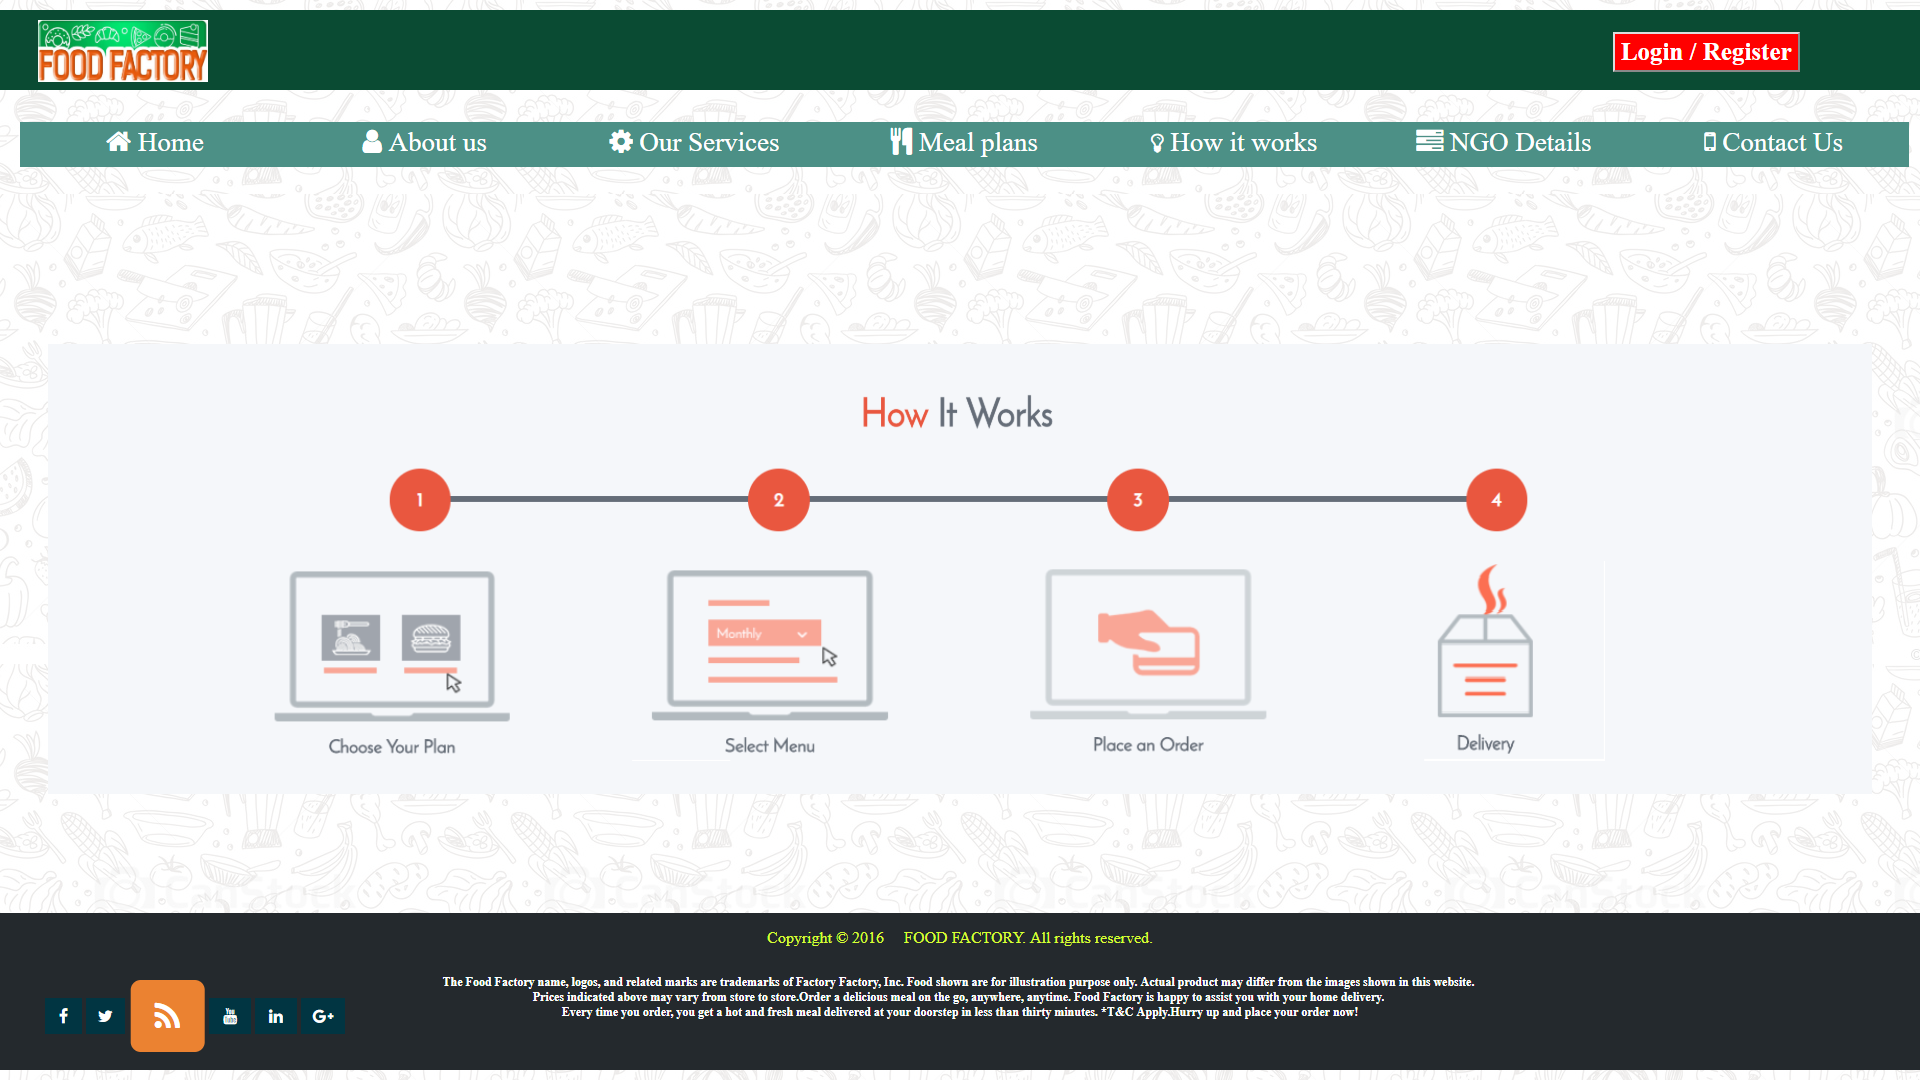 FOOD FACTORY
Login / Register
Home
About us
Our Services
Meal plans
How it works
NGO Details
Contact Us
How It Works
1
2
3
4
Monthly
Choose Your Plan
Select Menu
Place an Order
Delivery
(C) CanStock
(C) CanStock
(C) CanStock
(C) CanStock
Copyright © 2016 FOOD FACTORY. All rights reserved.
The Food Factory name, logos, and related marks are trademarks of Factory Factory, Inc. Food shown are for illustration purpose only. Actual product may differ from the images shown in this website.
Prices indicated above may vary from store to store.Order a delicious meal on the go, anywhere, anytime. Food Factory is happy to assist you with your home delivery.
Every time you order, you get a hot and fresh meal delivered at your doorstep in less than thirty minutes. *T&C Apply.Hurry up and place your order now!
You Tube
in
G+